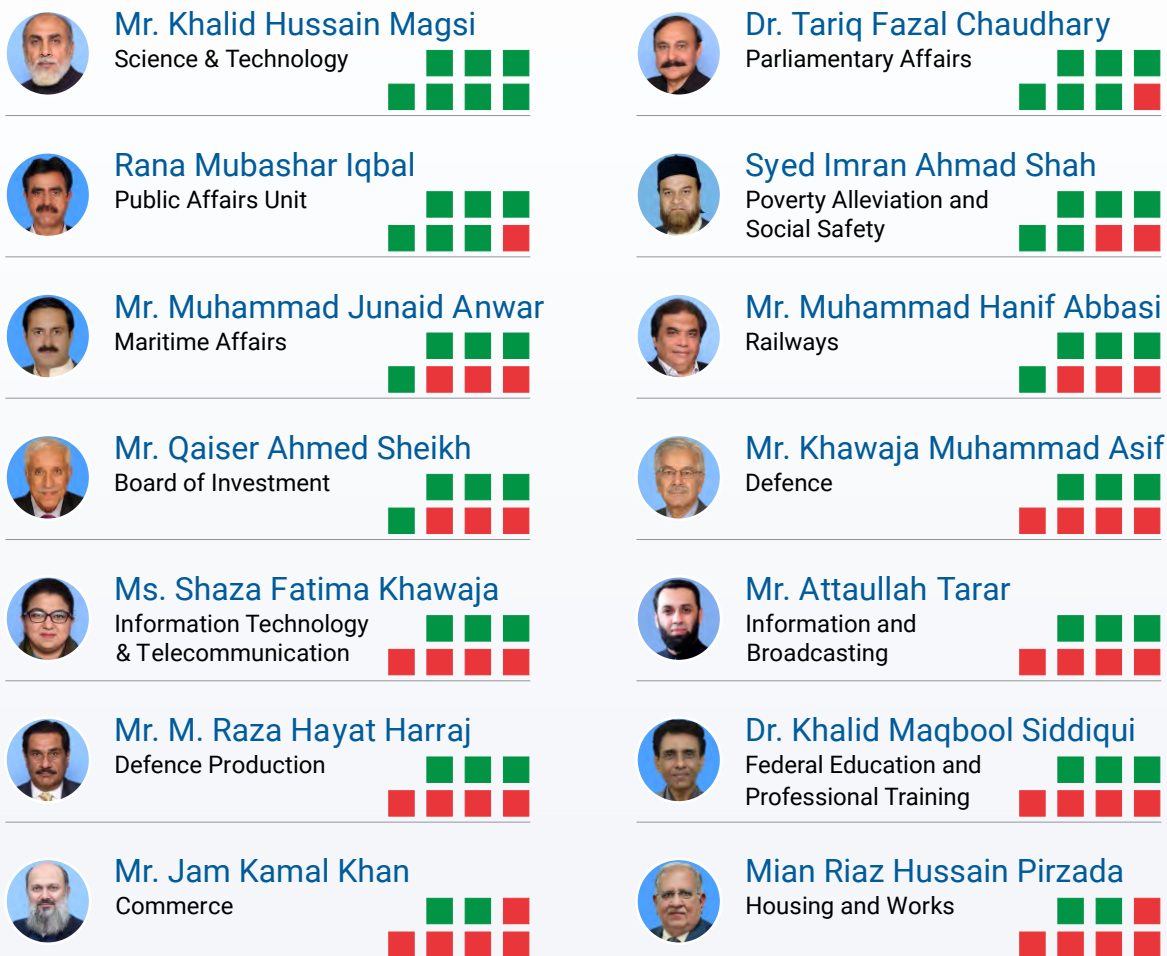 Mr. Khalid Hussain Magsi
Science & Technology
Dr. Tariq Fazal Chaudhary
Parliamentary Affairs
Rana Mubashar Iqbal
Public Affairs Unit
Syed Imran Ahmad Shah
Poverty Alleviation and
Social Safety
Mr. Muhammad Junaid Anwar
Maritime Affairs
Mr. Muhammad Hanif Abbasi
Railways
Mr. Qaiser Ahmed Sheikh
Board of Investment
Mr. Khawaja Muhammad Asif
Defence
Ms. Shaza Fatima Khawaja
Information Technology
& Telecommunication
Mr. Attaullah Tarar
Information and
Broadcasting
Mr. M. Raza Hayat Harraj
Defence Production
Dr. Khalid Maqbool Siddiqui
Federal Education and
Professional Training
Mr. Jam Kamal Khan
Commerce
Mian Riaz Hussain Pirzada
Housing and Works